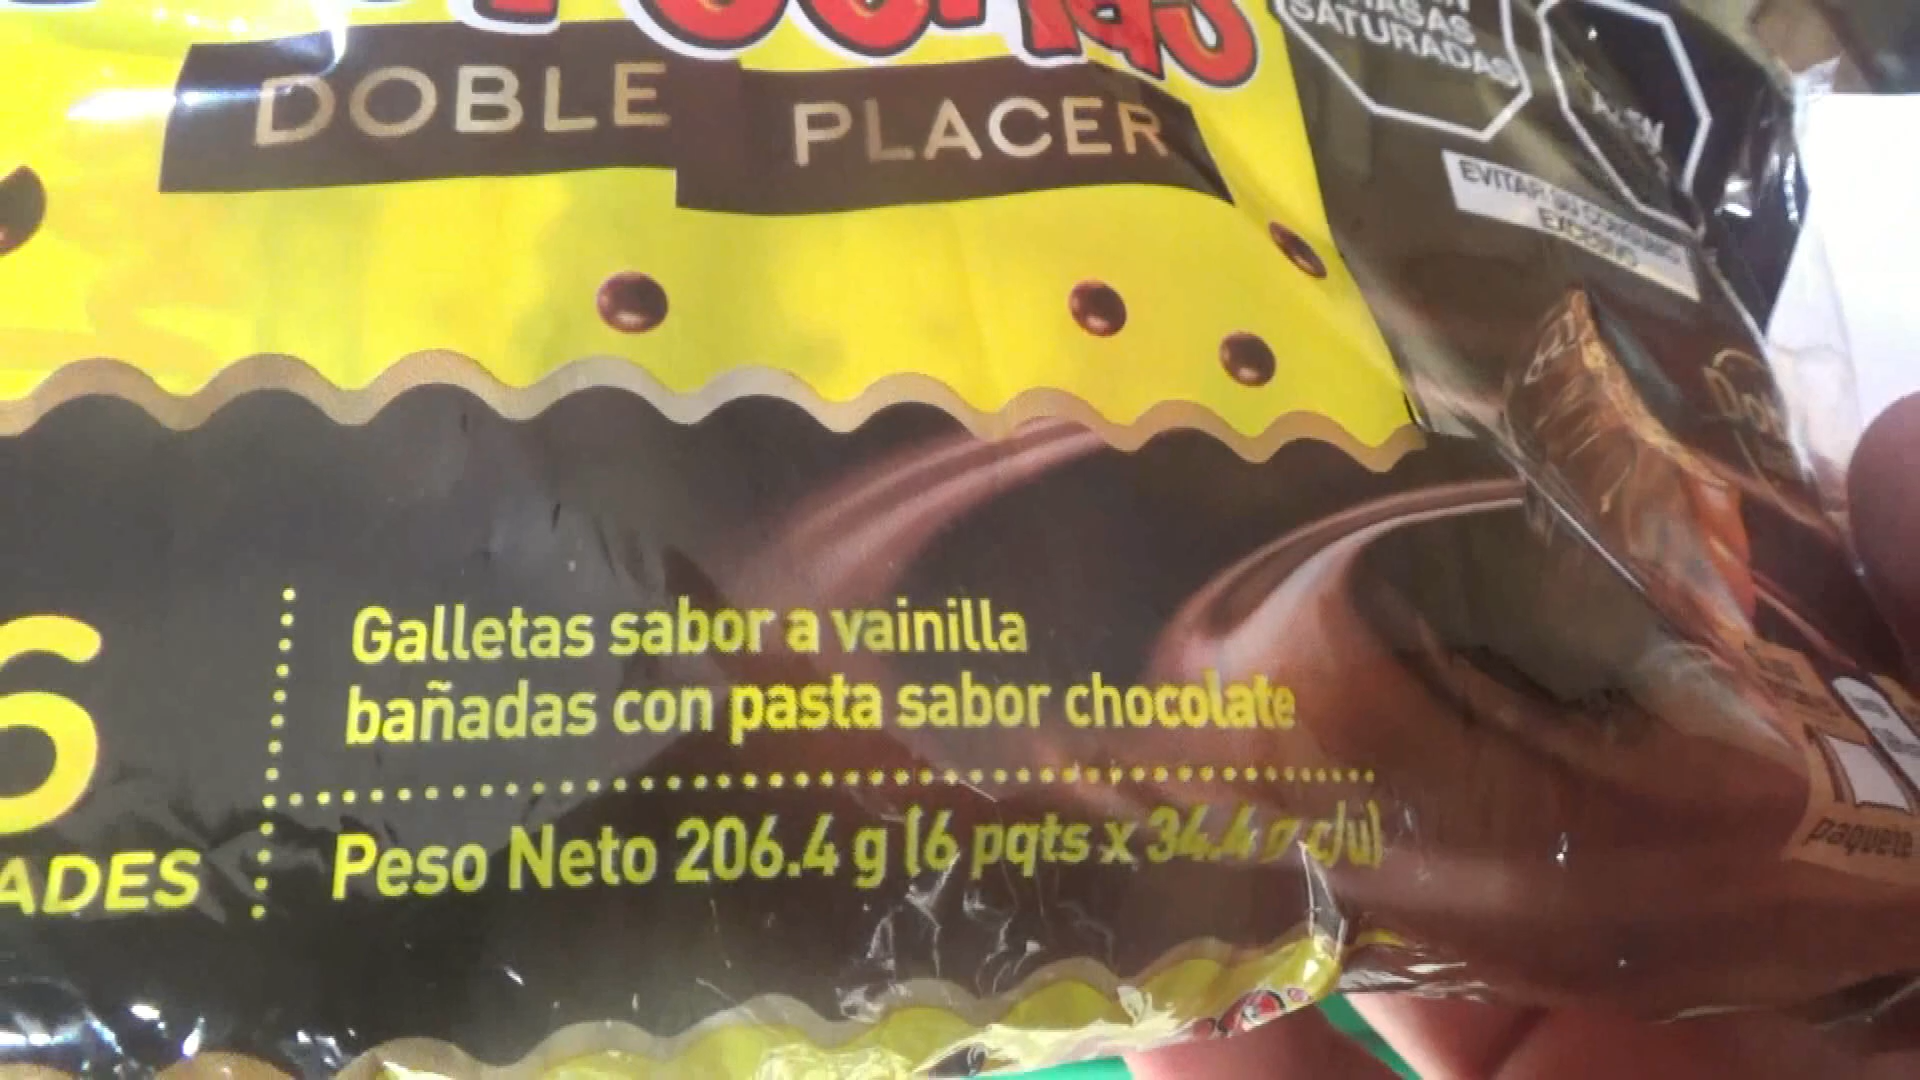 DOBLE PLACER
SATURADAS
EVITAR SU CONSUMO
EXCESIVO
6
ADES
Galletas sabor a vainilla
bañadas con pasta sabor chocolate
Peso Neto 206.4 g (6 pqts x 34.4 g c/u)
paquete